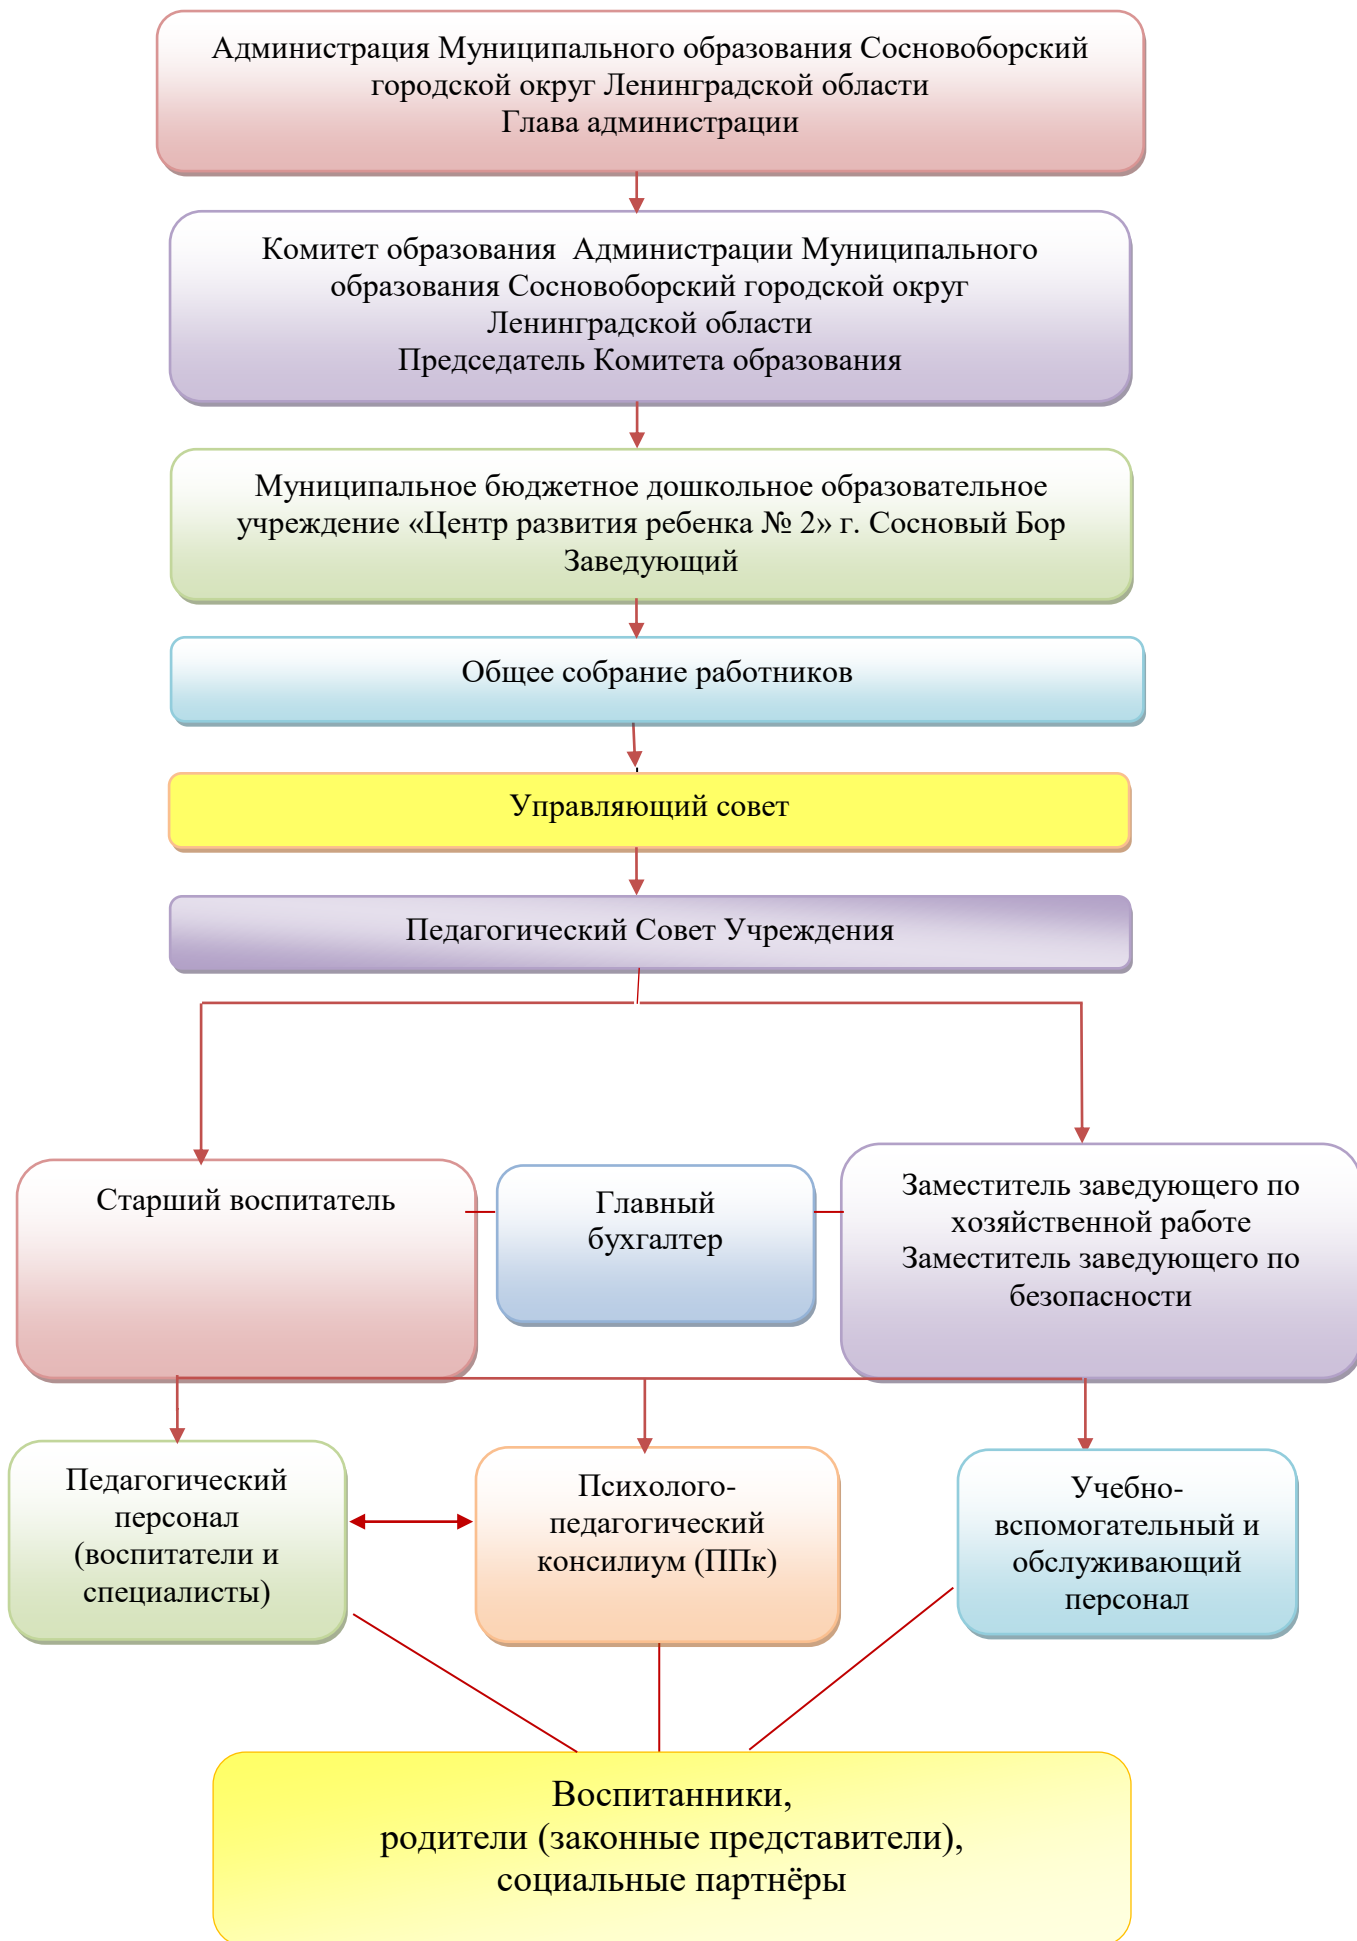 Администрация Муниципального образования Сосновоборский
городской округ Ленинградской области
Глава администрации
Комитет образования  Администрации Муниципального
образования Сосновоборский городской округ
Ленинградской области
Председатель Комитета образования
Муниципальное бюджетное дошкольное образовательное
учреждение «Центр развития ребенка № 2» г. Сосновый Бор
Заведующий
Общее собрание работников
Управляющий совет
Педагогический Совет Учреждения
Старший воспитатель
Главный
бухгалтер
Заместитель заведующего по
хозяйственной работе
Заместитель заведующего по
безопасности
Педагогический
персонал
(воспитатели и
специалисты)
Психолого-
педагогический
консилиум (ППк)
Учебно-
вспомогательный и
обслуживающий
персонал
Воспитанники,
родители (законные представители),
социальные партнёры